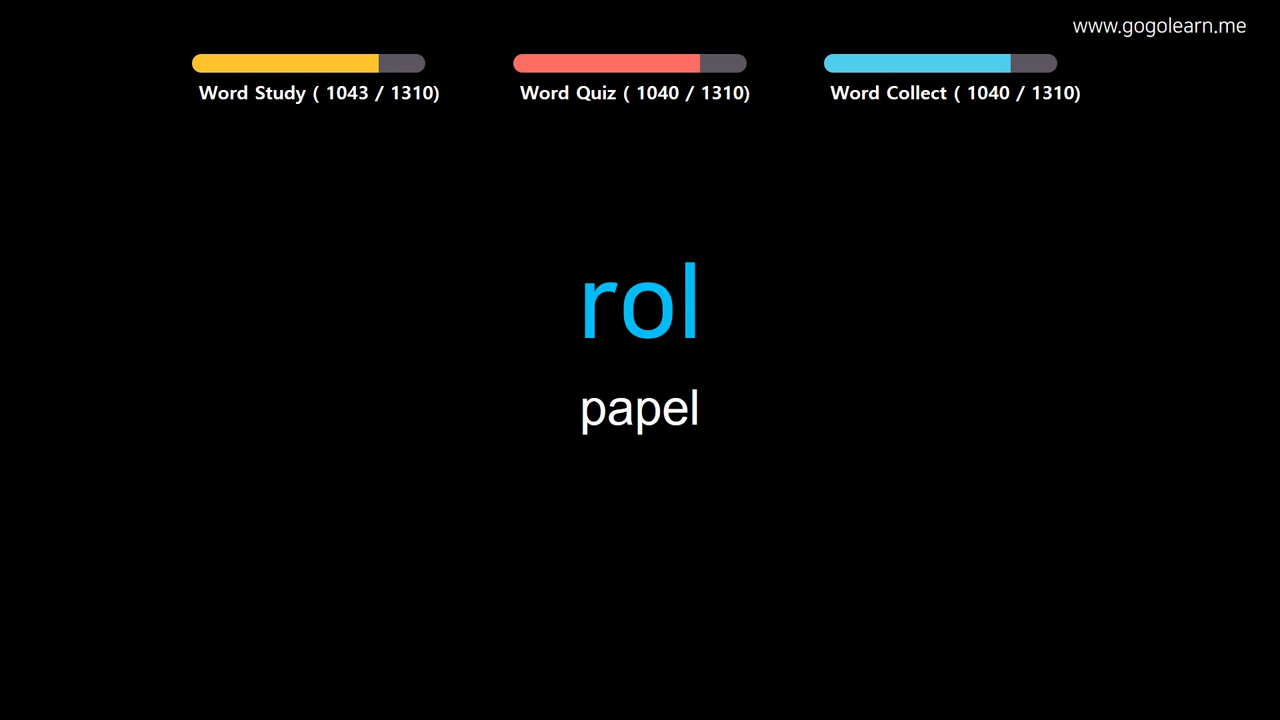 www.gogolearn.me
Word Study ( 1043 / 1310)
Word Quiz ( 1040 / 1310)
Word Collect ( 1040 / 1310)
rol
papel